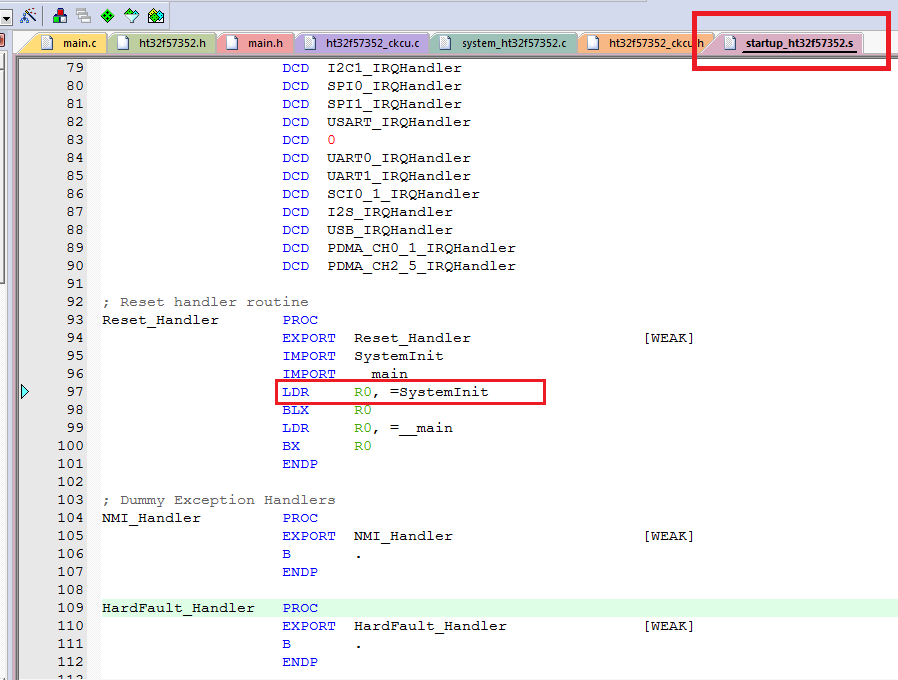 main.c ht32f57352.h main.h ht32f57352_ckcu.c system_ht32f57352.c ht32f57352_ckcu.h startup_ht32f57352.s
79 DCD I2C1_IRQHandler
80 DCD SPI0_IRQHandler
81 DCD SPI1_IRQHandler
82 DCD USART_IRQHandler
83 DCD 0
84 DCD UART0_IRQHandler
85 DCD UART1_IRQHandler
86 DCD SCI0_1_IRQHandler
87 DCD I2S_IRQHandler
88 DCD USB_IRQHandler
89 DCD PDMA_CH0_1_IRQHandler
90 DCD PDMA_CH2_5_IRQHandler
91
92 ; Reset handler routine
93 Reset_Handler PROC
94 EXPORT Reset_Handler [WEAK]
95 IMPORT SystemInit
96 IMPORT __main
97 LDR R0, =SystemInit
98 BLX R0
99 LDR R0, =__main
100 BX R0
101 ENDP
102
103 ; Dummy Exception Handlers
104 NMI_Handler PROC
105 EXPORT NMI_Handler [WEAK]
106 B .
107 ENDP
108
109 HardFault_Handler PROC
110 EXPORT HardFault_Handler [WEAK]
111 B .
112 ENDP